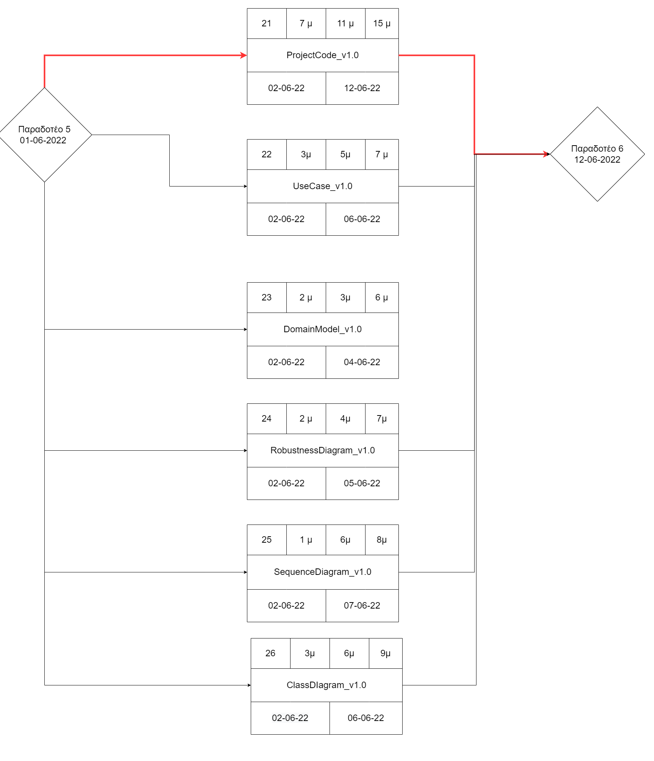 21 7 μ 11 μ 15 μ
ProjectCode_v1.0
02-06-22 12-06-22
Παραδοτέο 5
01-06-2022
22 3μ 5μ 7 μ
UseCase_v1.0
02-06-22 06-06-22
Παραδοτέο 6
12-06-2022
23 2 μ 3μ 6 μ
DomainModel_v1.0
02-06-22 04-06-22
24 2 μ 4μ 7μ
RobustnessDiagram_v1.0
02-06-22 05-06-22
25 1 μ 6μ 8μ
SequenceDiagram_v1.0
02-06-22 07-06-22
26 3μ 6μ 9μ
ClassDIagram_v1.0
02-06-22 06-06-22